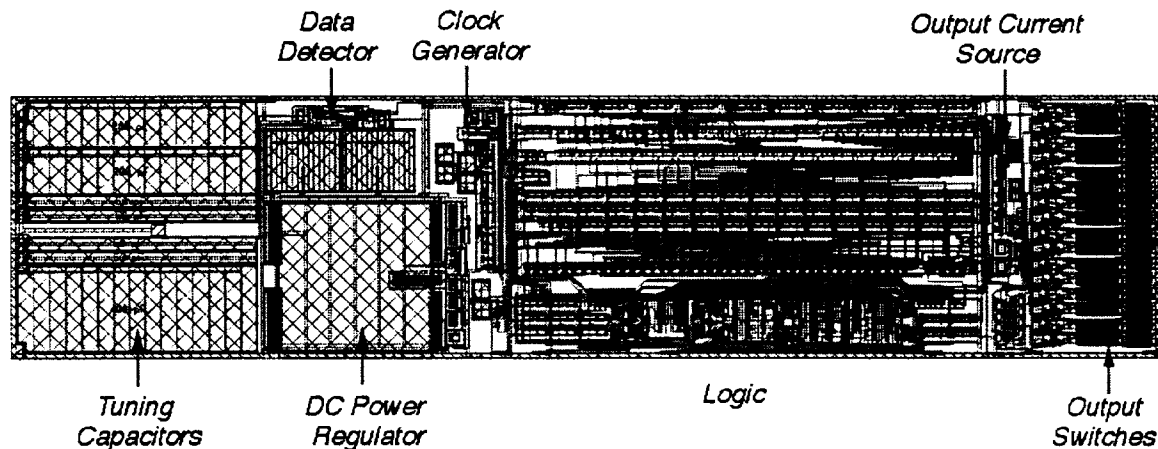 Data
Detector
Clock
Generator
Output Current
Source
Tuning
Capacitors
DC Power
Regulator
Logic
Output
Switches